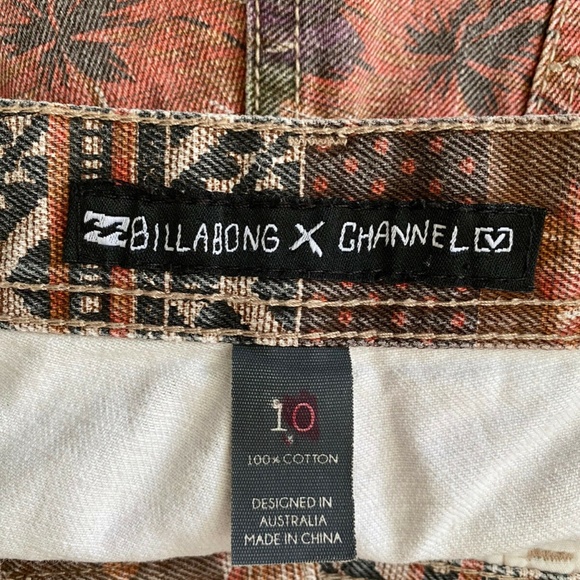 BILLABONG X CHANNEL V
10
100% COTTON
DESIGNED IN
AUSTRALIA
MADE IN CHINA